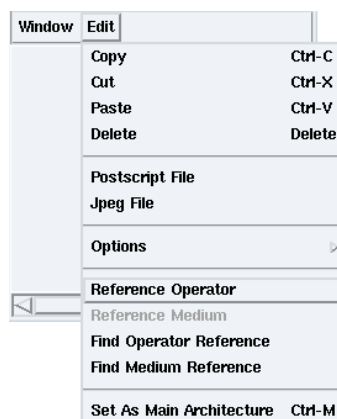 Window Edit
Copy Ctrl-C
Cut Ctrl-X
Paste Ctrl-V
Delete Delete
Postscript File
Jpeg File
Options
Reference Operator
Reference Medium
Find Operator Reference
Find Medium Reference
Set As Main Architecture Ctrl-M